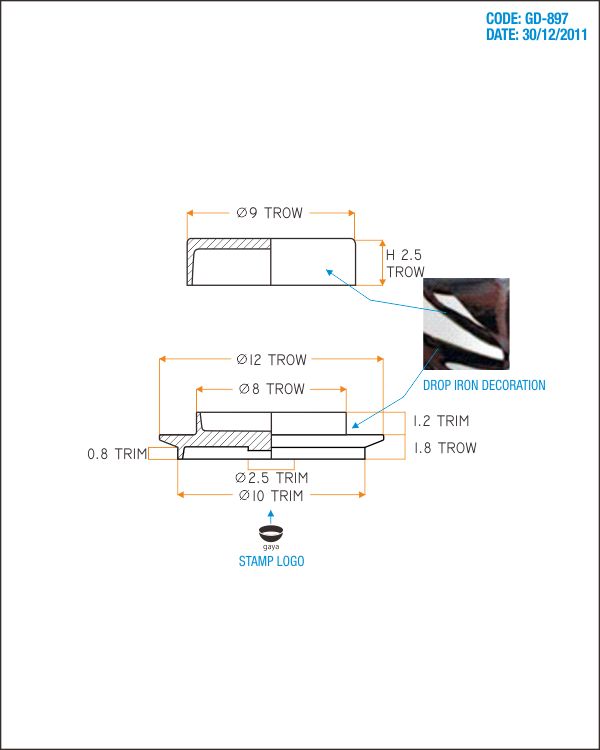 CODE: GD-897
DATE: 30/12/2011
Ø9 TROW
H 2.5
TROW
Ø12 TROW
DROP IRON DECORATION
Ø8 TROW
1.2 TRIM
1.8 TROW
0.8 TRIM
Ø2.5 TRIM
Ø10 TRIM
gaya
STAMP LOGO